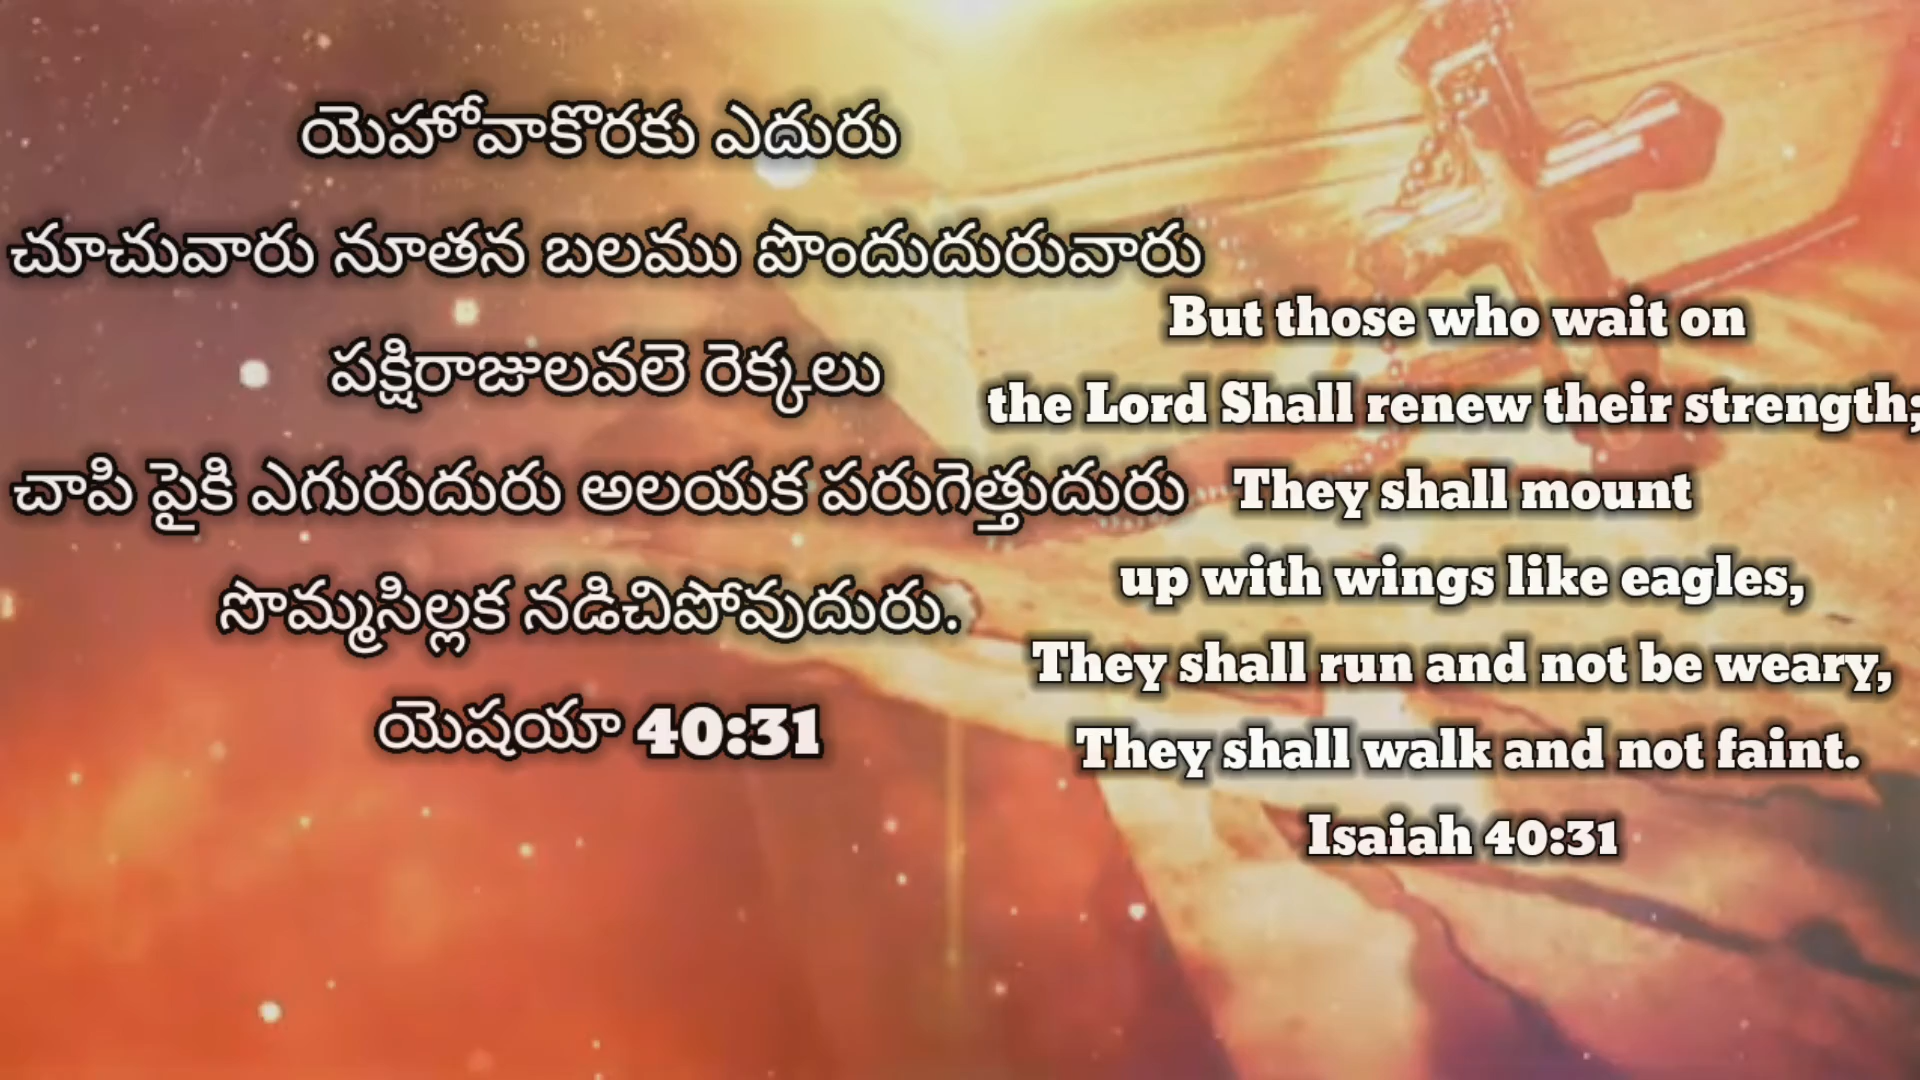 యెహోవాకొరకు ఎదురు
చూచువారు నూతన బలము పొందుదురువారు
పక్షిరాజులవలె రెక్కలు
చాపి పైకి ఎగురుదురు అలయక పరుగెత్తుదురు
సొమ్మసిల్లక నడిచిపోవుదురు.
యెషయా 40:31
But those who wait on
the Lord Shall renew their strength;
They shall mount
up with wings like eagles,
They shall run and not be weary,
They shall walk and not faint.
Isaiah 40:31